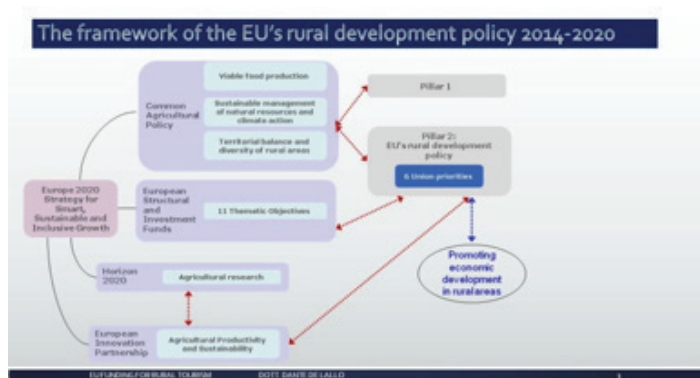 The framework of the EU's rural development policy 2014-2020
Viable food production
Common
Agricultural
Policy
Sustainable management
of natural resources and
climate action
Territorial balance and
diversity of rural areas
Pillar 1
Pillar 2:
EU's rural development
policy
6 Union priorities
Europe 2020
Strategy for
Smart,
Sustainable and
Inclusive Growth
European
Structural
and
Investment
Funds
11 Thematic Objectives
Promoting
economic
development
in rural areas
Horizon
2020
Agricultural research
European
Innovation
Partnership
Agricultural Productivity
and Sustainability
EU FUNDING FOR RURAL TOURISM
DOTT. DANTE DE LALLO
3